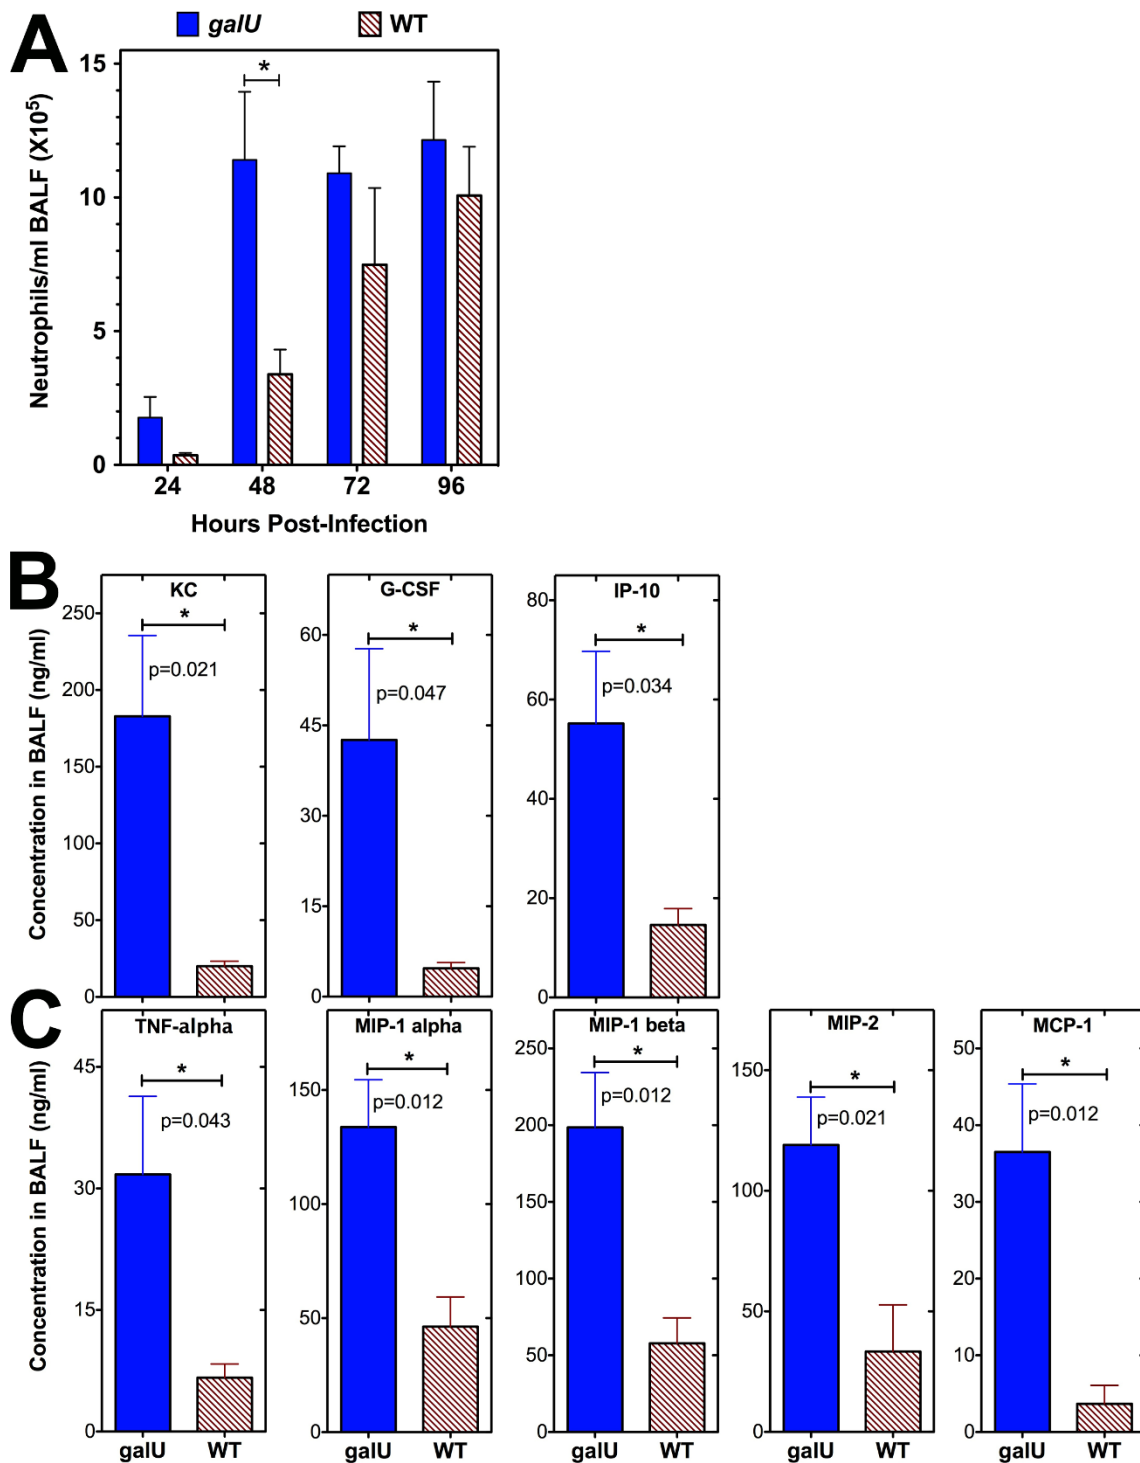 A
galU WT
Neutrophils/ml BALF (X10⁵)
15
10
5
0
*
24 48 72 96
Hours Post-Infection
B
Concentration in BALF (ng/ml)
KC
250
200
150
100
50
0
*
p=0.021
G-CSF
60
45
30
15
0
*
p=0.047
IP-10
80
60
40
20
0
*
p=0.034
C
Concentration in BALF (ng/ml)
TNF-alpha
45
30
15
0
*
p=0.043
galU WT
MIP-1 alpha
150
100
50
0
*
p=0.012
galU WT
MIP-1 beta
250
200
150
100
50
0
*
p=0.012
galU WT
MIP-2
150
100
50
0
*
p=0.021
galU WT
MCP-1
50
40
30
20
10
0
*
p=0.012
galU WT